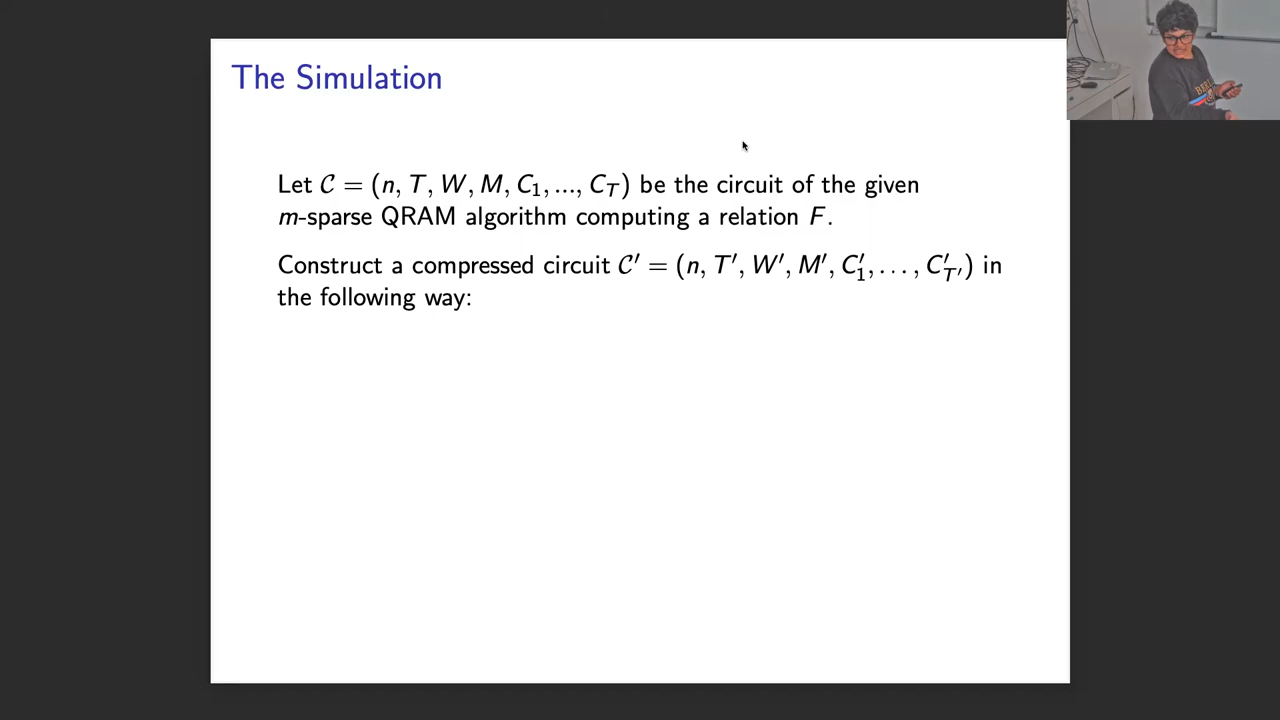 The Simulation
Let 𝒞 = (n, T, W, M, C₁, ..., C_T) be the circuit of the given
m-sparse QRAM algorithm computing a relation F.
Construct a compressed circuit 𝒞′ = (n, T′, W′, M′, C′₁, . . . , C′_T′) in
the following way: